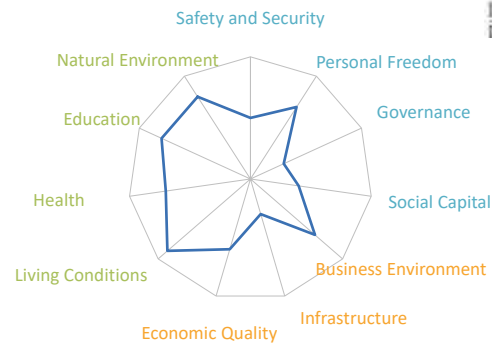 Safety and Security
Natural Environment
Personal Freedom
Education
Governance
Health
Social Capital
Living Conditions
Business Environment
Economic Quality
Infrastructure